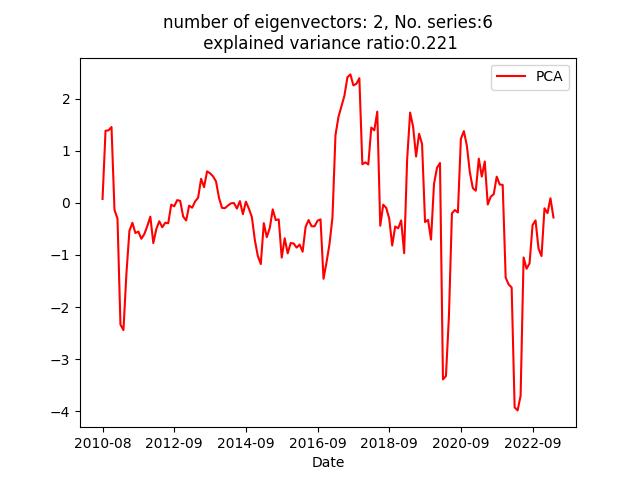 number of eigenvectors: 2, No. series:6
explained variance ratio:0.221
PCA
2
1
0
−1
−2
−3
−4
2010-08 2012-09 2014-09 2016-09 2018-09 2020-09 2022-09
Date